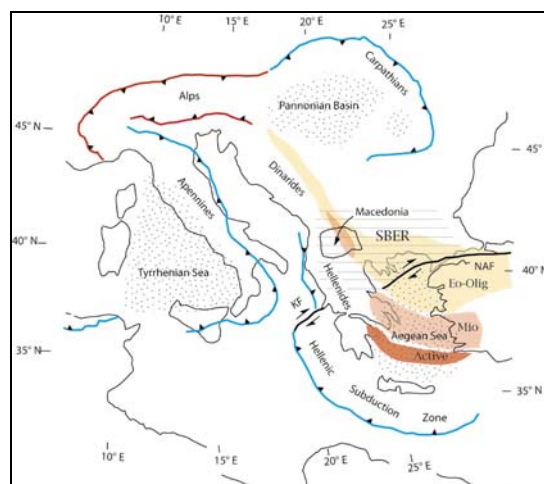 10° E
15° E
20° E
25° E
Carpathians
Alps
Pannonian Basin
45° N
45° N
Dinarides
Apennines
Macedonia
SBER
40° N
40° N
NAF
Tyrrhenian Sea
Hellenides
Eo-Olig
KF
Mio
Aegean Sea
35° N
Active
Hellenic
35° N
Subduction
Zone
10° E
15° E
20° E
25° E